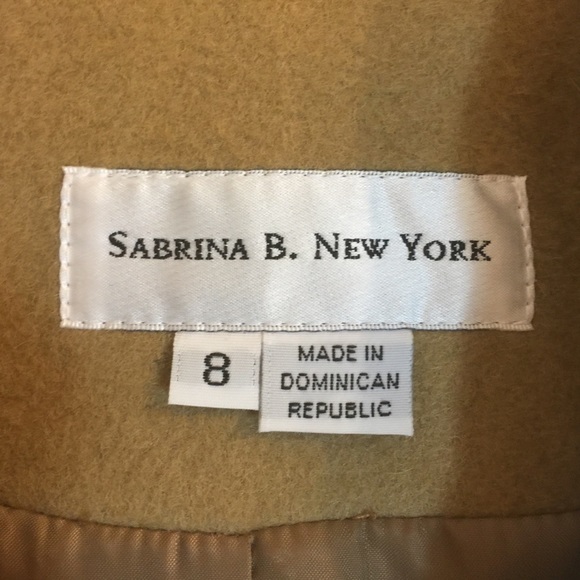 SABRINA B. NEW YORK
8
MADE IN
DOMINICAN
REPUBLIC